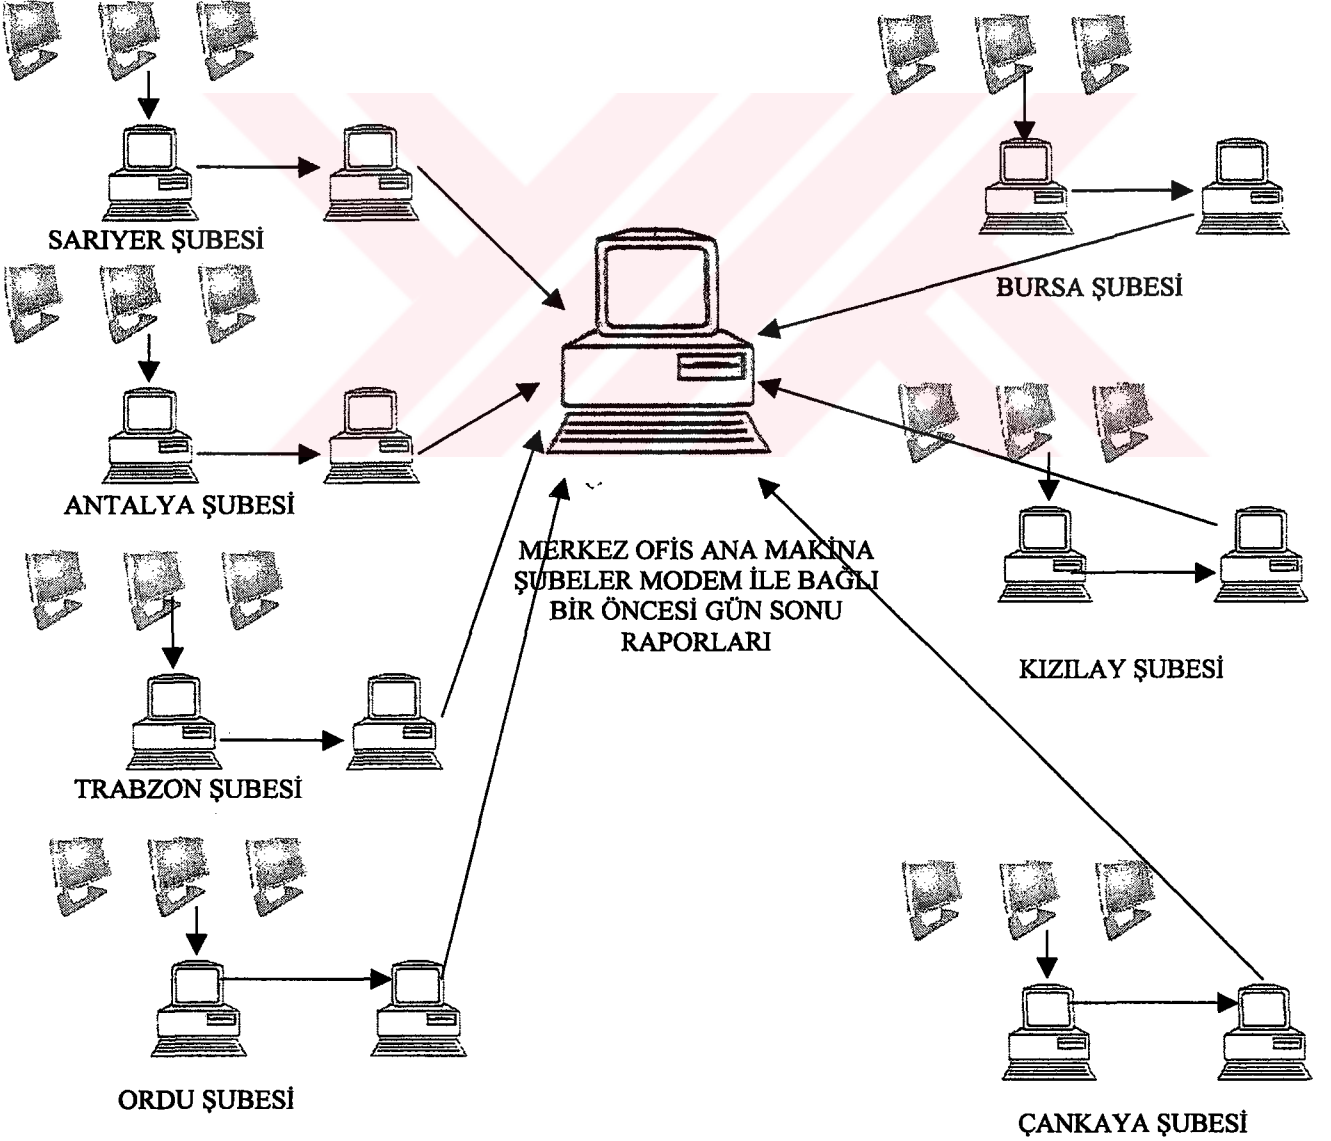 SARIYER ŞUBESİ
BURSA ŞUBESİ
ANTALYA ŞUBESİ
MERKEZ OFİS ANA MAKİNA
ŞUBELER MODEM İLE BAĞLI
BİR ÖNCESİ GÜN SONU
RAPORLARI
KIZILAY ŞUBESİ
TRABZON ŞUBESİ
ORDU ŞUBESİ
ÇANKAYA ŞUBESİ